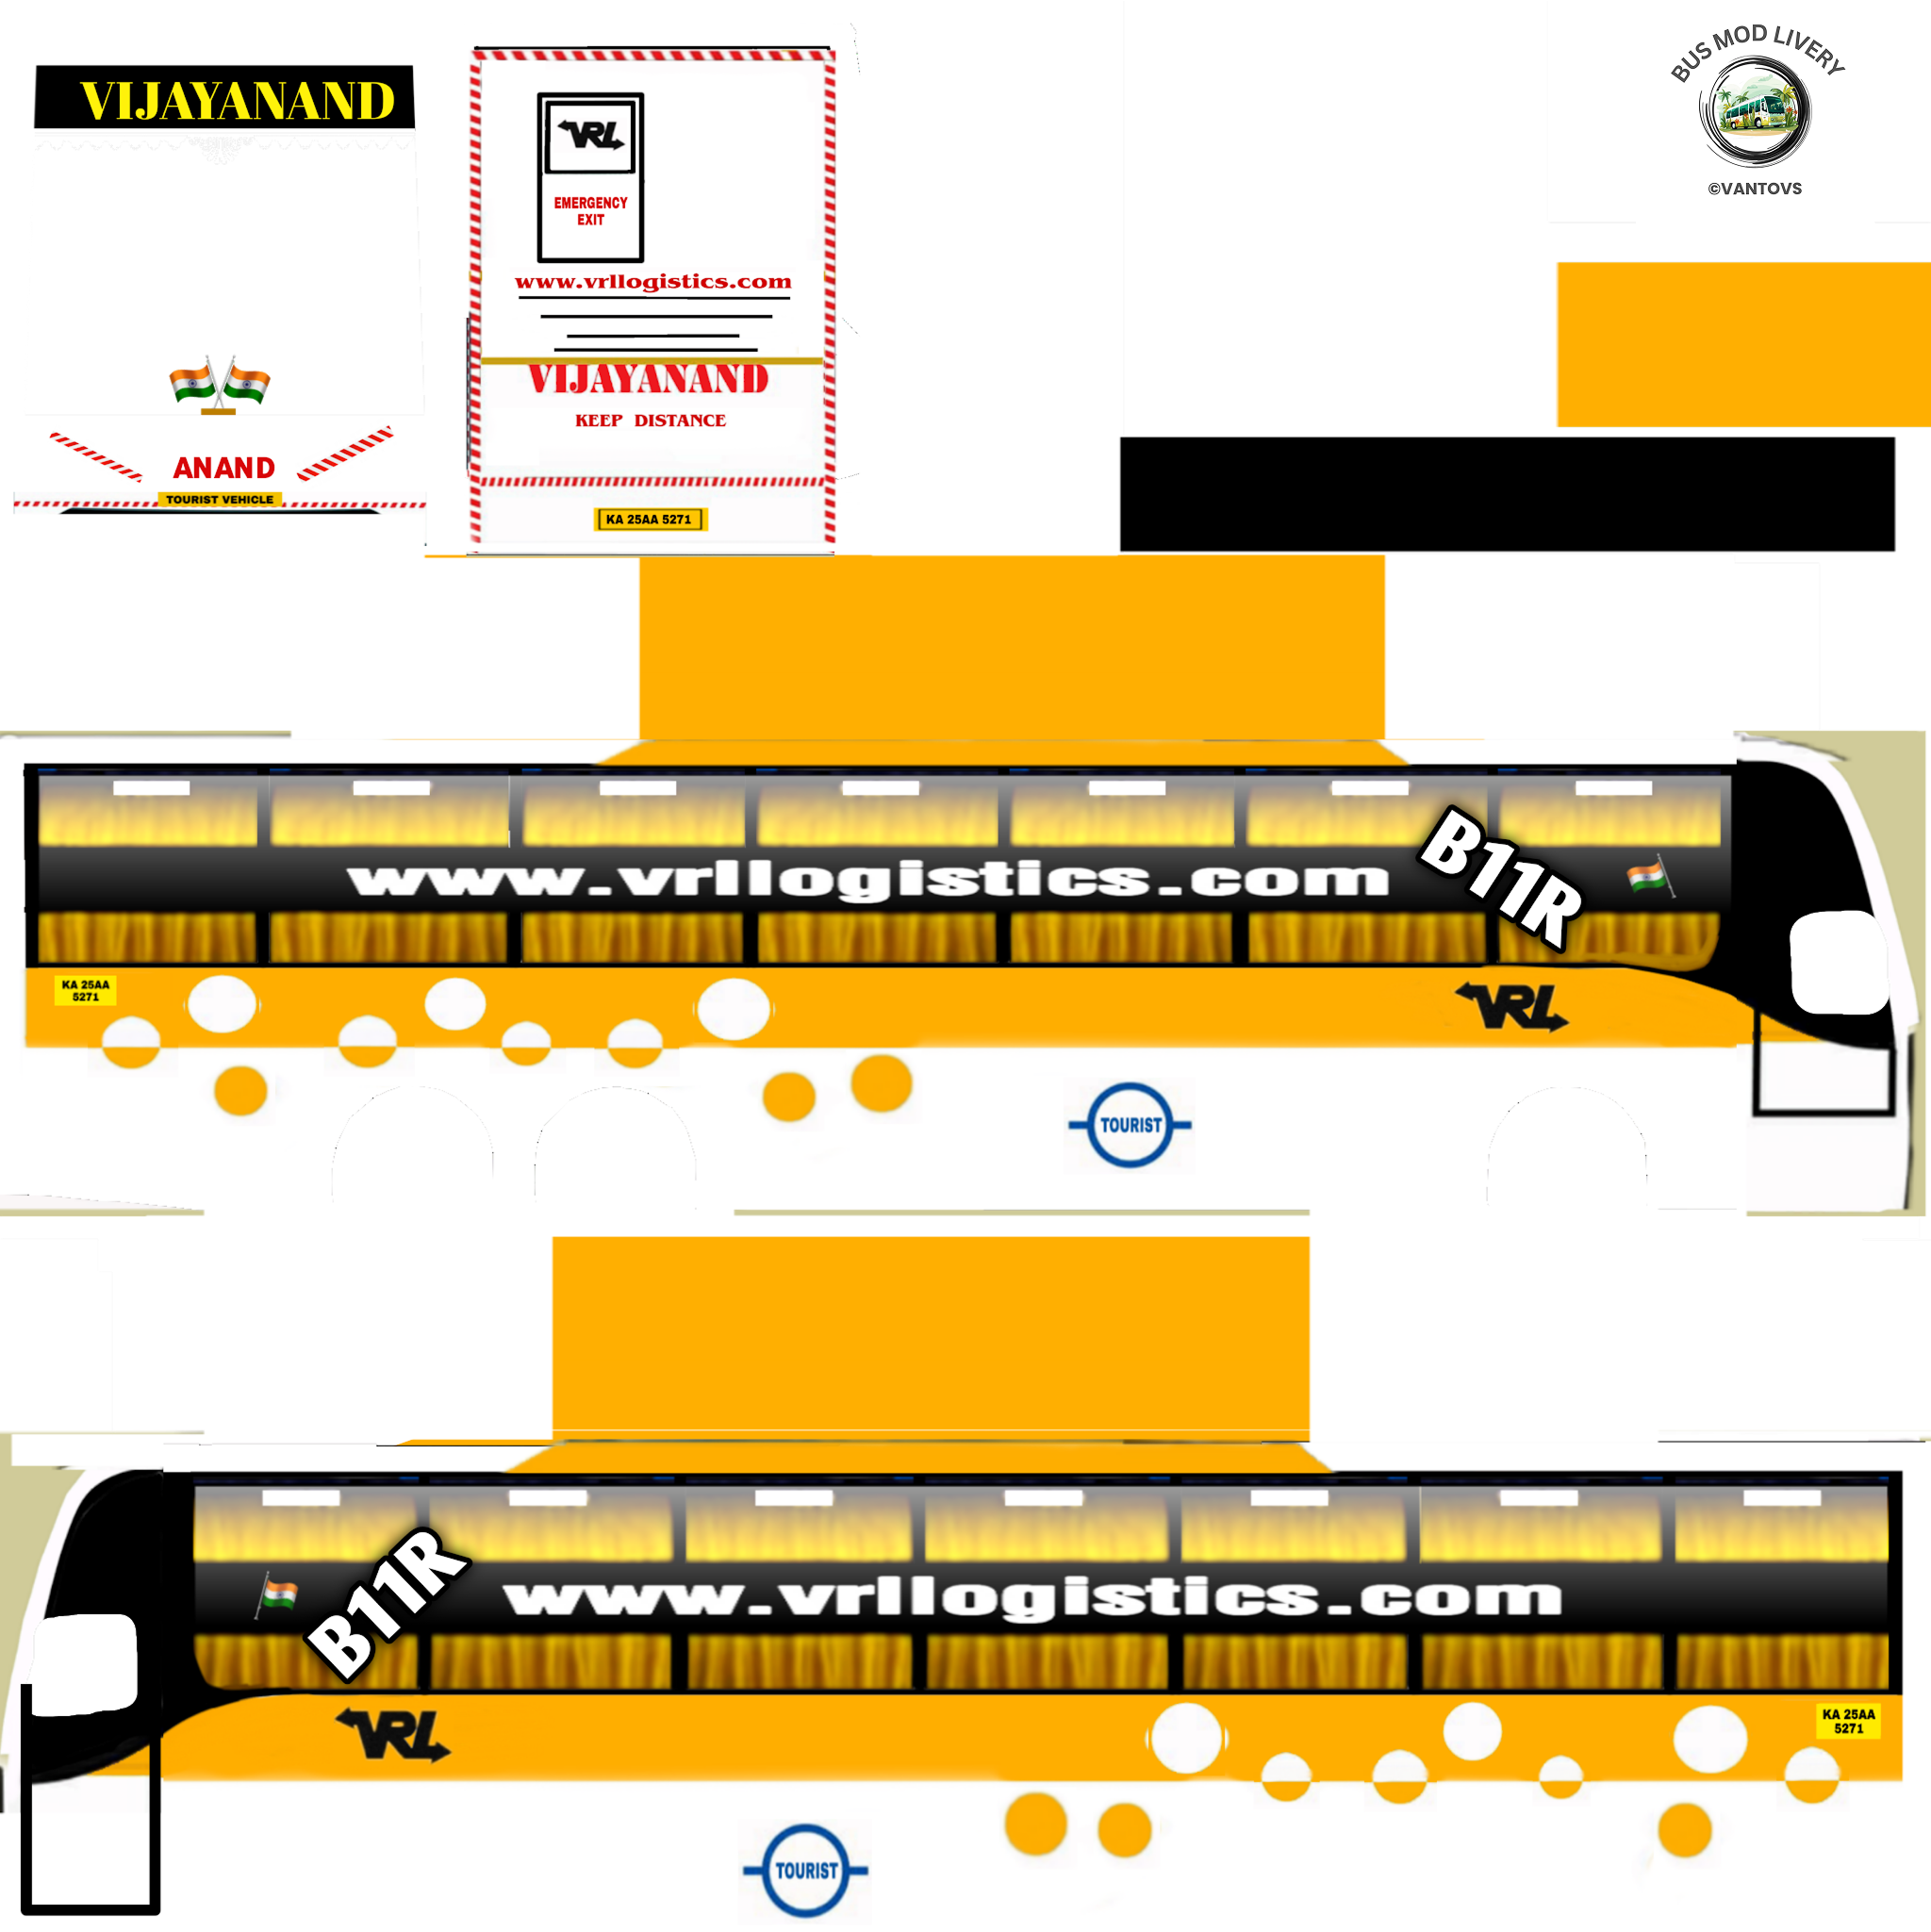 BUS MOD LIVERY
©VANTOVS
VIJAYANAND
ANAND
TOURIST VEHICLE
VRL
EMERGENCY
EXIT
www.vrllogistics.com
VIJAYANAND
KEEP DISTANCE
KA 25AA 5271
www.vrllogistics.com
B11R
KA 25AA
5271
VRL
TOURIST
B11R
www.vrllogistics.com
VRL
KA 25AA
5271
TOURIST